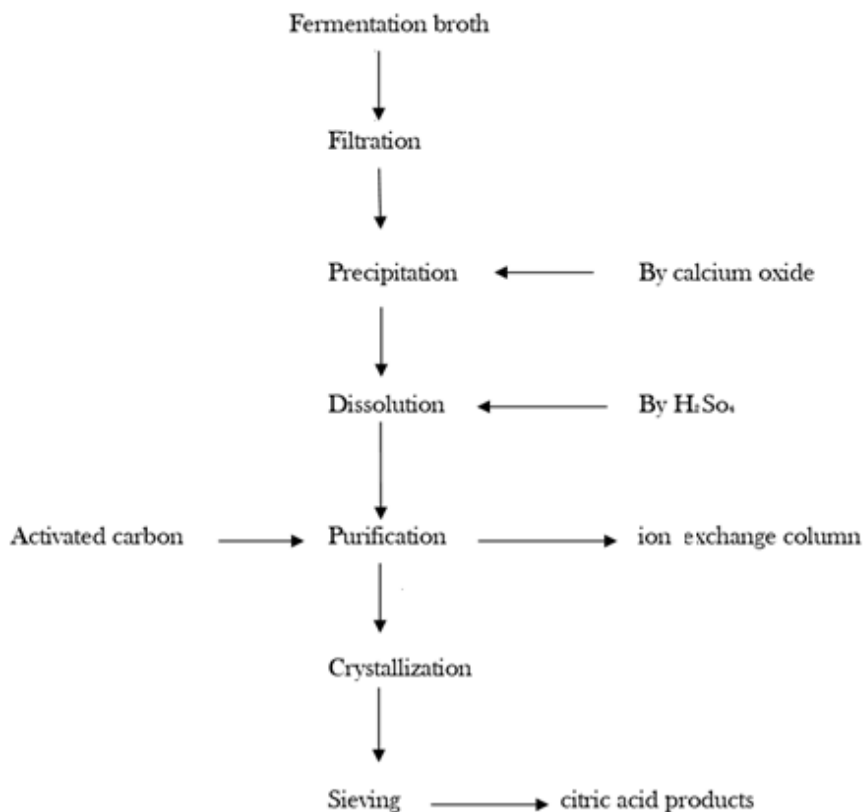 Fermentation broth
Filtration
Precipitation
By calcium oxide
Dissolution
By H₂So₄
Activated carbon
Purification
ion exchange column
Crystallization
Sieving
citric acid products